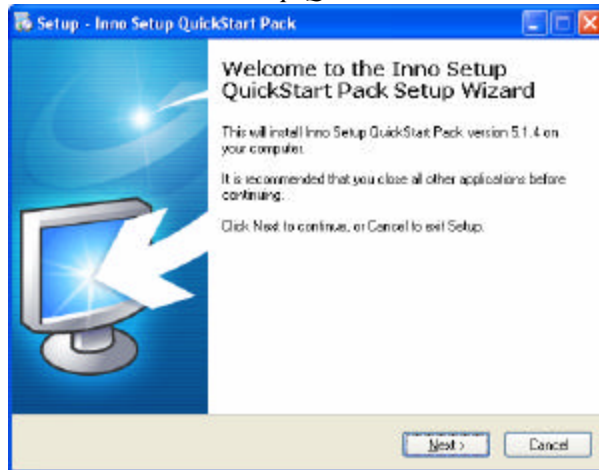 Setup - Inno Setup QuickStart Pack
Welcome to the Inno Setup
QuickStart Pack Setup Wizard
This will install Inno Setup QuickStart Pack version 5.1.4 on
your computer.
It is recommended that you close all other applications before
continuing.
Click Next to continue, or Cancel to exit Setup.
Next >
Cancel